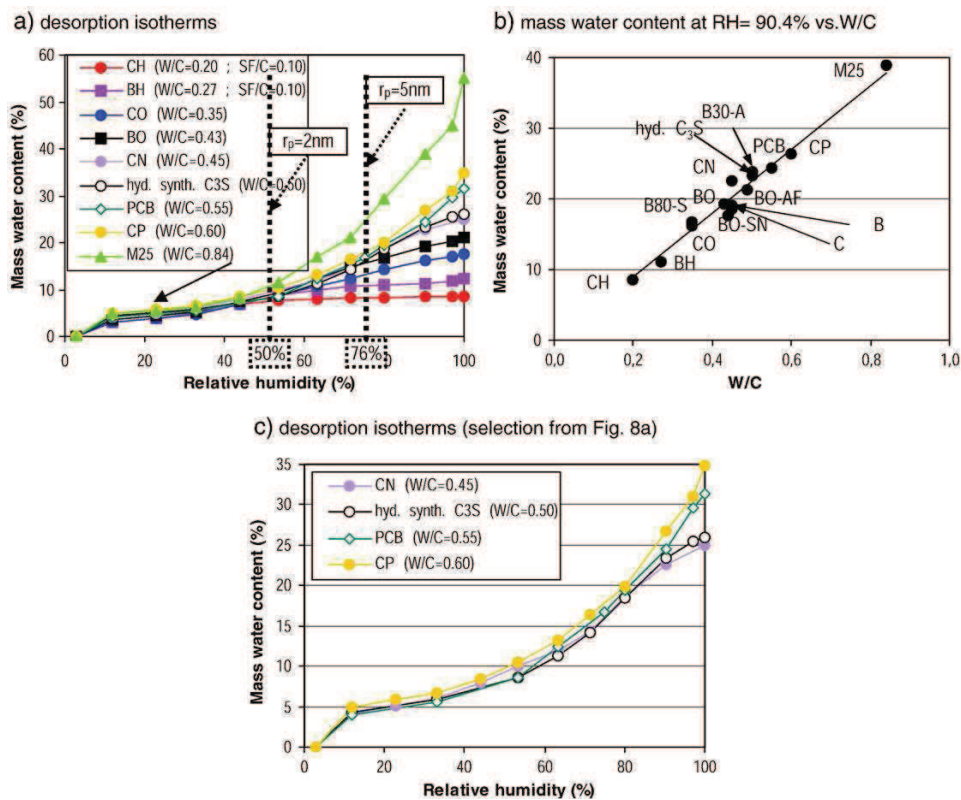 a) desorption isotherms
60
50
40
30
20
10
0
Mass water content (%)
CH (W/C=0.20 ; SF/C=0.10)
BH (W/C=0.27 ; SF/C=0.10)
CO (W/C=0.35)
BO (W/C=0.43)
CN (W/C=0.45)
hyd. synth. C3S (W/C=0.50)
PCB (W/C=0.55)
CP (W/C=0.60)
M25 (W/C=0.84)
rp=2nm
rp=5nm
0 20 40 60 80 100
50% 76%
Relative humidity (%)
b) mass water content at RH= 90.4% vs.W/C
40
30
20
10
0
Mass water content (%)
M25
B30-A
hyd. C3S
PCB
CP
CN
BO
BO-AF
B80-S
B
BO-SN
C
CO
BH
CH
0,0 0,2 0,4 0,6 0,8 1,0
W/C
c) desorption isotherms (selection from Fig. 8a)
35
30
25
20
15
10
5
0
Mass water content (%)
CN (W/C=0.45)
hyd. synth. C3S (W/C=0.50)
PCB (W/C=0.55)
CP (W/C=0.60)
0 20 40 60 80 100
Relative humidity (%)